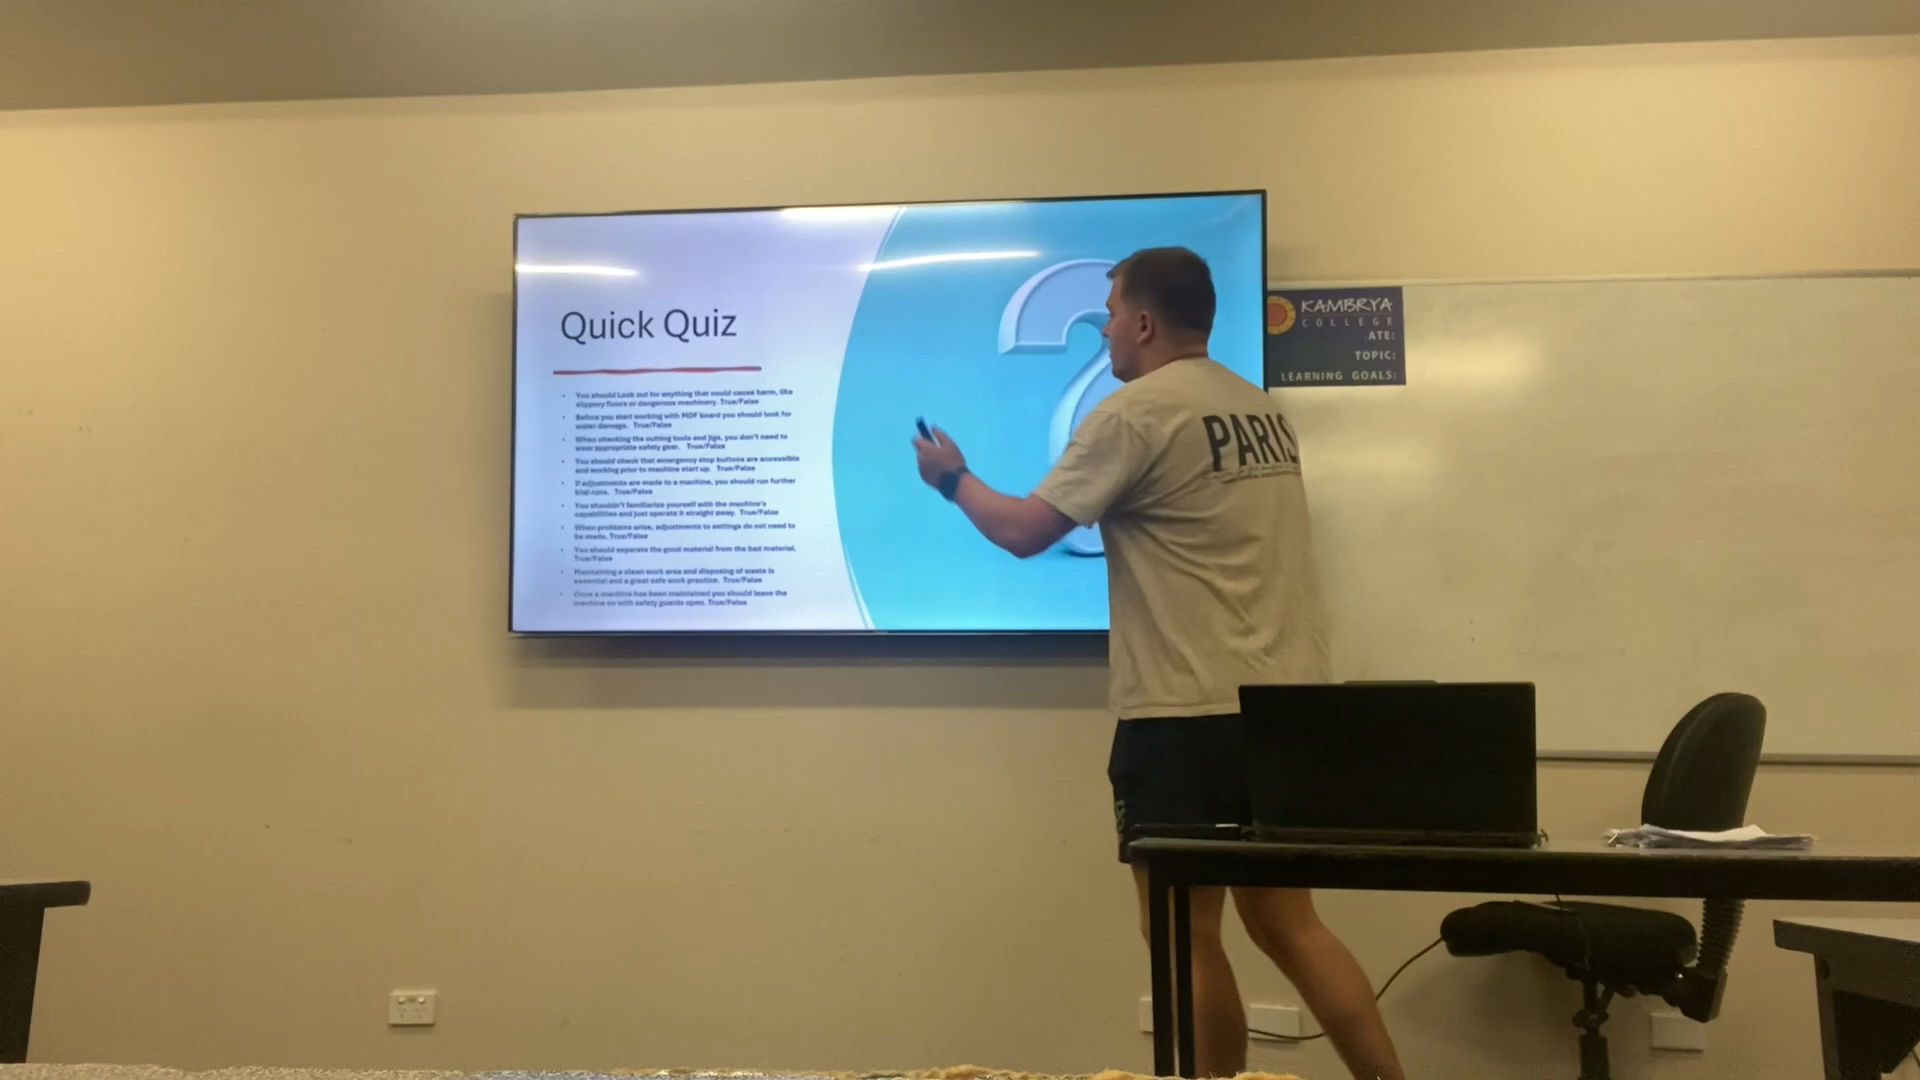 Quick Quiz
• You should Look out for anything that could cause harm, like
slippery floors or dangerous machinery. True/False
• Before you start working with MDF board you should look for
water damage. True/False
• When checking the cutting tools and jigs, you don't need to
wear appropriate safety gear. True/False
• You should check that emergency stop buttons are accessible
and working prior to machine start up. True/False
• If adjustments are made to a machine, you should run further
trial runs. True/False
• You shouldn't familiarize yourself with the machine's
capabilities and just operate it straight away. True/False
• When problems arise, adjustments to settings do not need to
be made. True/False
• You should separate the good material from the bad material.
True/False
• Maintaining a clean work area and disposing of waste is
essential and a great safe work practice. True/False
• Once a machine has been maintained you should leave the
machine on with safety guards open. True/False
KAMBRYA
COLLEGE
ATE:
TOPIC:
LEARNING GOALS:
PARIS